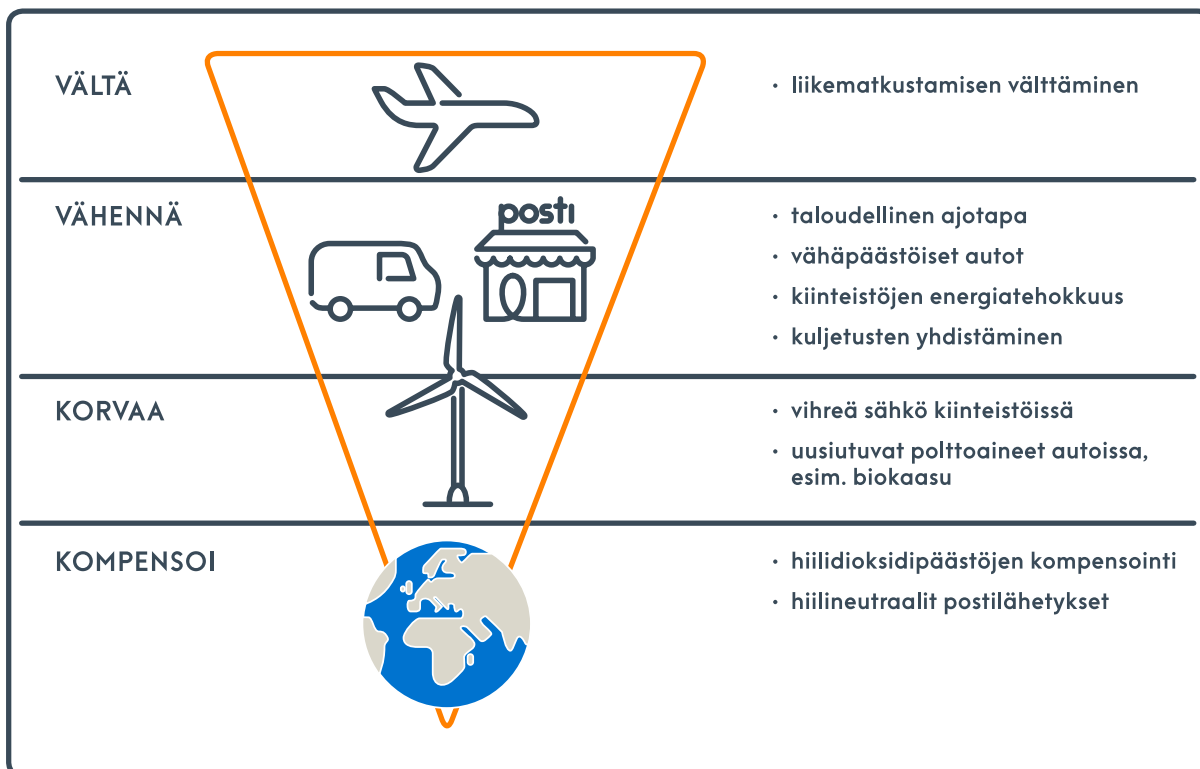 VÄLTÄ
· liikematkustamisen välttäminen
VÄHENNÄ
posti
· taloudellinen ajotapa
· vähäpäästöiset autot
· kiinteistöjen energiatehokkuus
· kuljetusten yhdistäminen
KORVAA
· vihreä sähkö kiinteistöissä
· uusiutuvat polttoaineet autoissa,
esim. biokaasu
KOMPENSOI
· hiilidioksidipäästöjen kompensointi
· hiilineutraalit postilähetykset